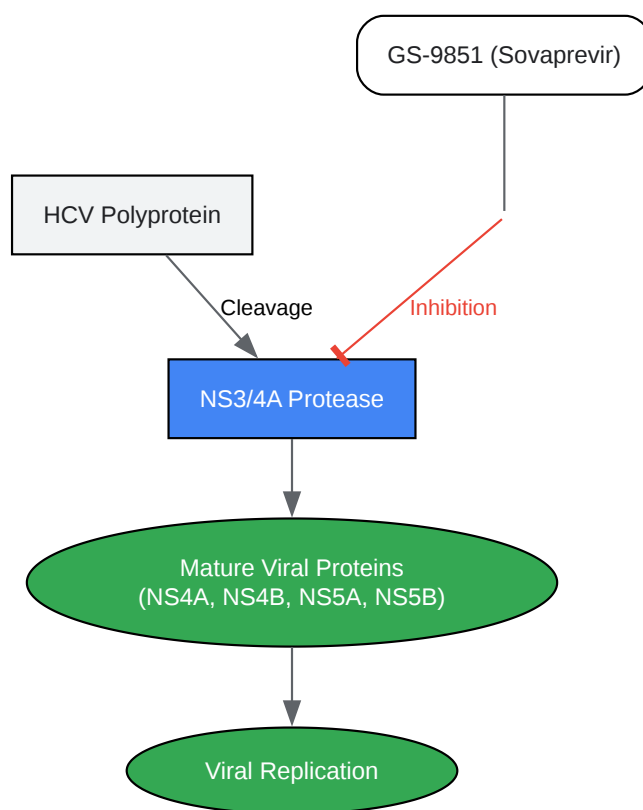 GS-9851 (Sovaprevir)
HCV Polyprotein
Cleavage
Inhibition
NS3/4A Protease
Mature Viral Proteins
(NS4A, NS4B, NS5A, NS5B)
Viral Replication